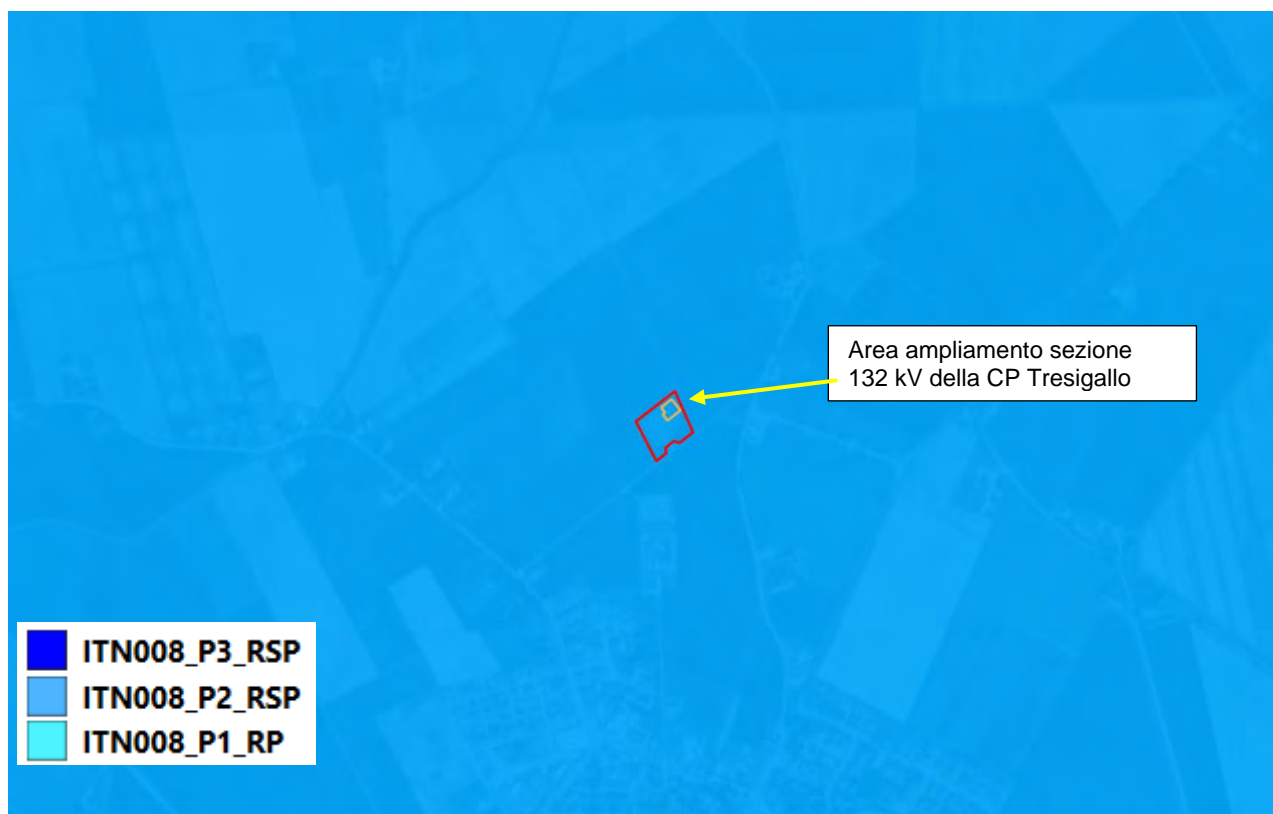 Area ampliamento sezione
132 kV della CP Tresigallo
ITN008_P3_RSP
ITN008_P2_RSP
ITN008_P1_RP